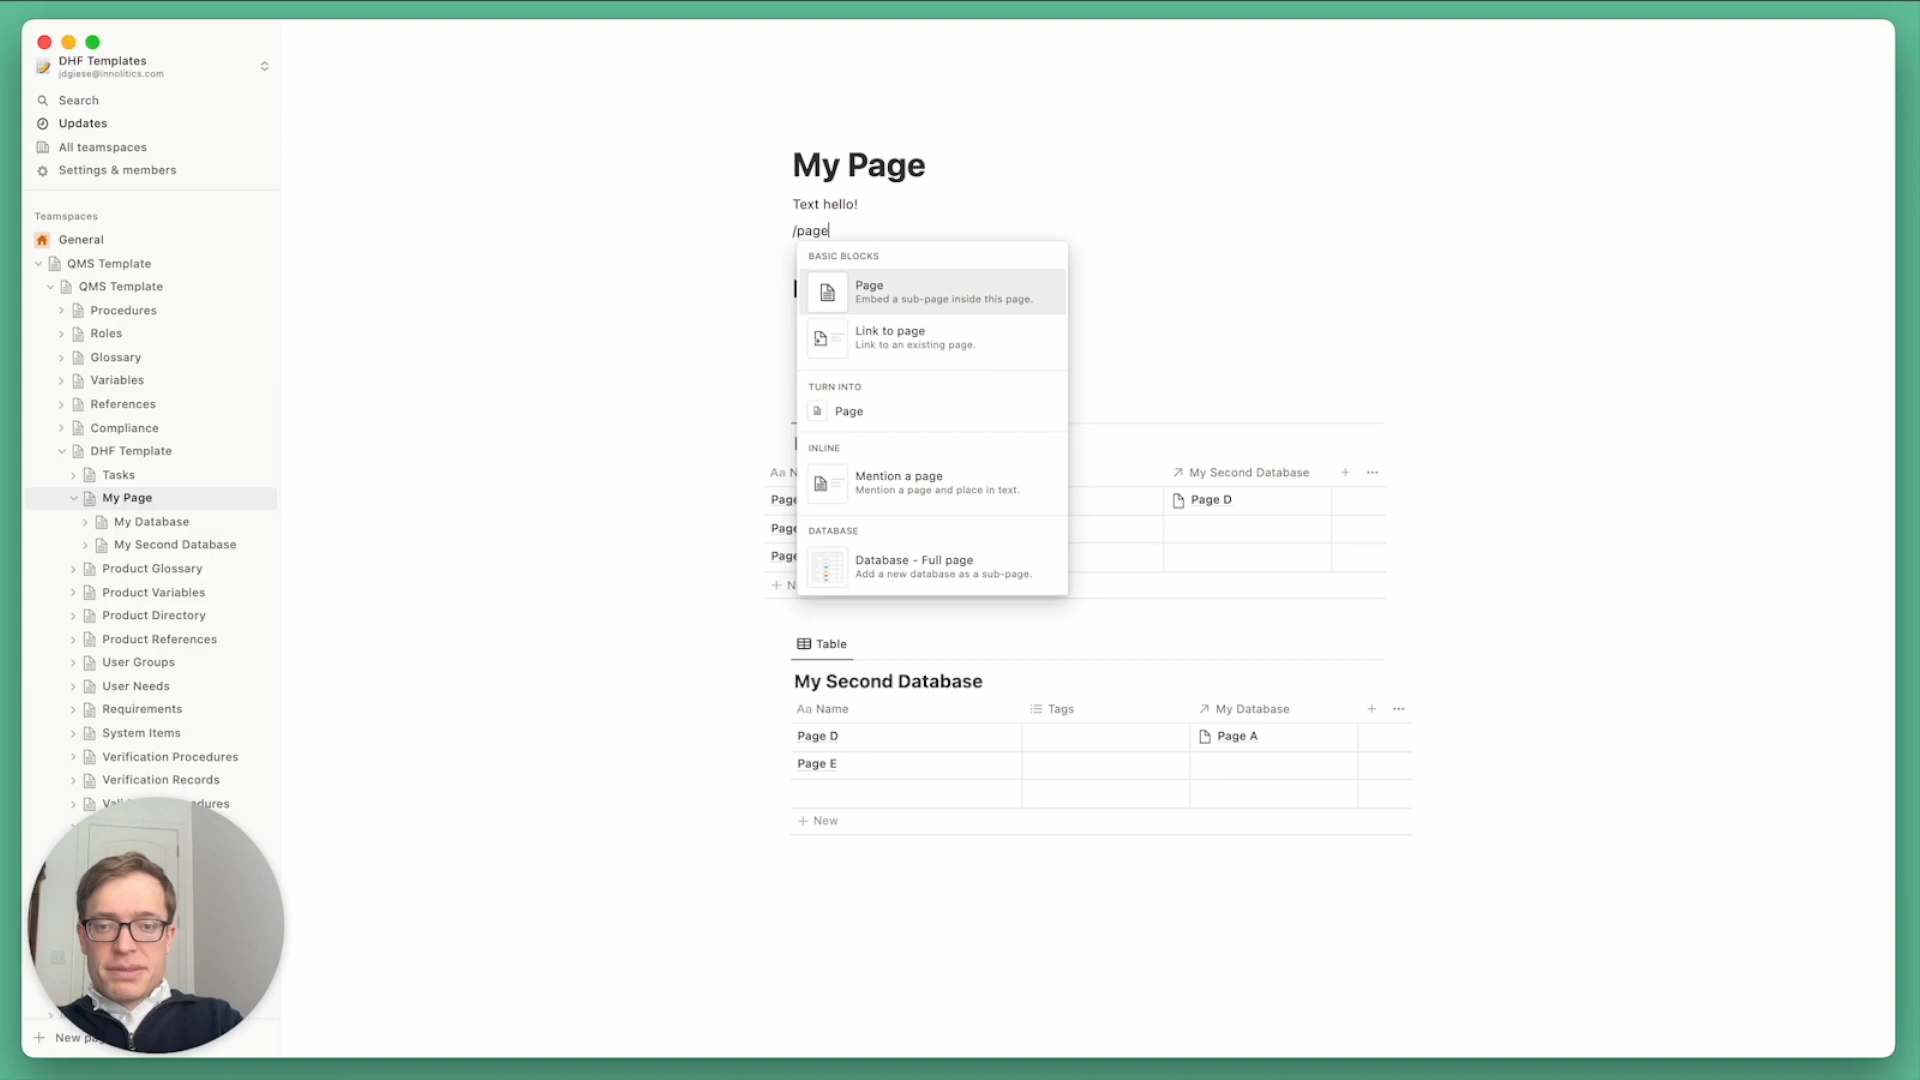 DHF Templates
jdgiese@innolitics.com
Search
Updates
All teamspaces
Settings & members
Teamspaces
General
QMS Template
QMS Template
Procedures
Roles
Glossary
Variables
References
Compliance
DHF Template
Tasks
My Page
My Database
My Second Database
Product Glossary
Product Variables
Product Directory
Product References
User Groups
User Needs
Requirements
System Items
Verification Procedures
Verification Records
New
My Page
Text hello!
/page
BASIC BLOCKS
Page
Embed a sub-page inside this page.
Link to page
Link to an existing page.
TURN INTO
Page
INLINE
Mention a page
Mention a page and place in text.
DATABASE
Database - Full page
Add a new database as a sub-page.
Aa N My Second Database
Page Page D
Page
Page
N
Table
My Second Database
Aa Name Tags My Database
Page D Page A
Page E
New